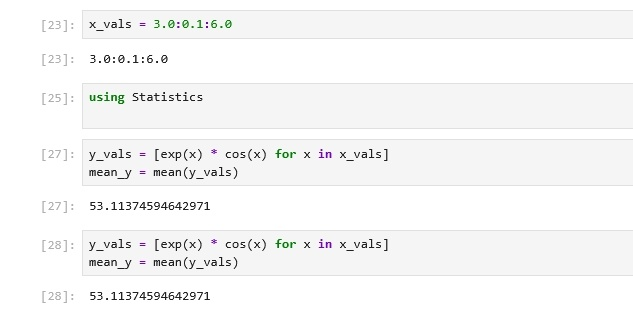 [23]: x_vals = 3.0:0.1:6.0
[23]: 3.0:0.1:6.0
[25]: using Statistics
[27]: y_vals = [exp(x) * cos(x) for x in x_vals]
mean_y = mean(y_vals)
[27]: 53.11374594642971
[28]: y_vals = [exp(x) * cos(x) for x in x_vals]
mean_y = mean(y_vals)
[28]: 53.11374594642971